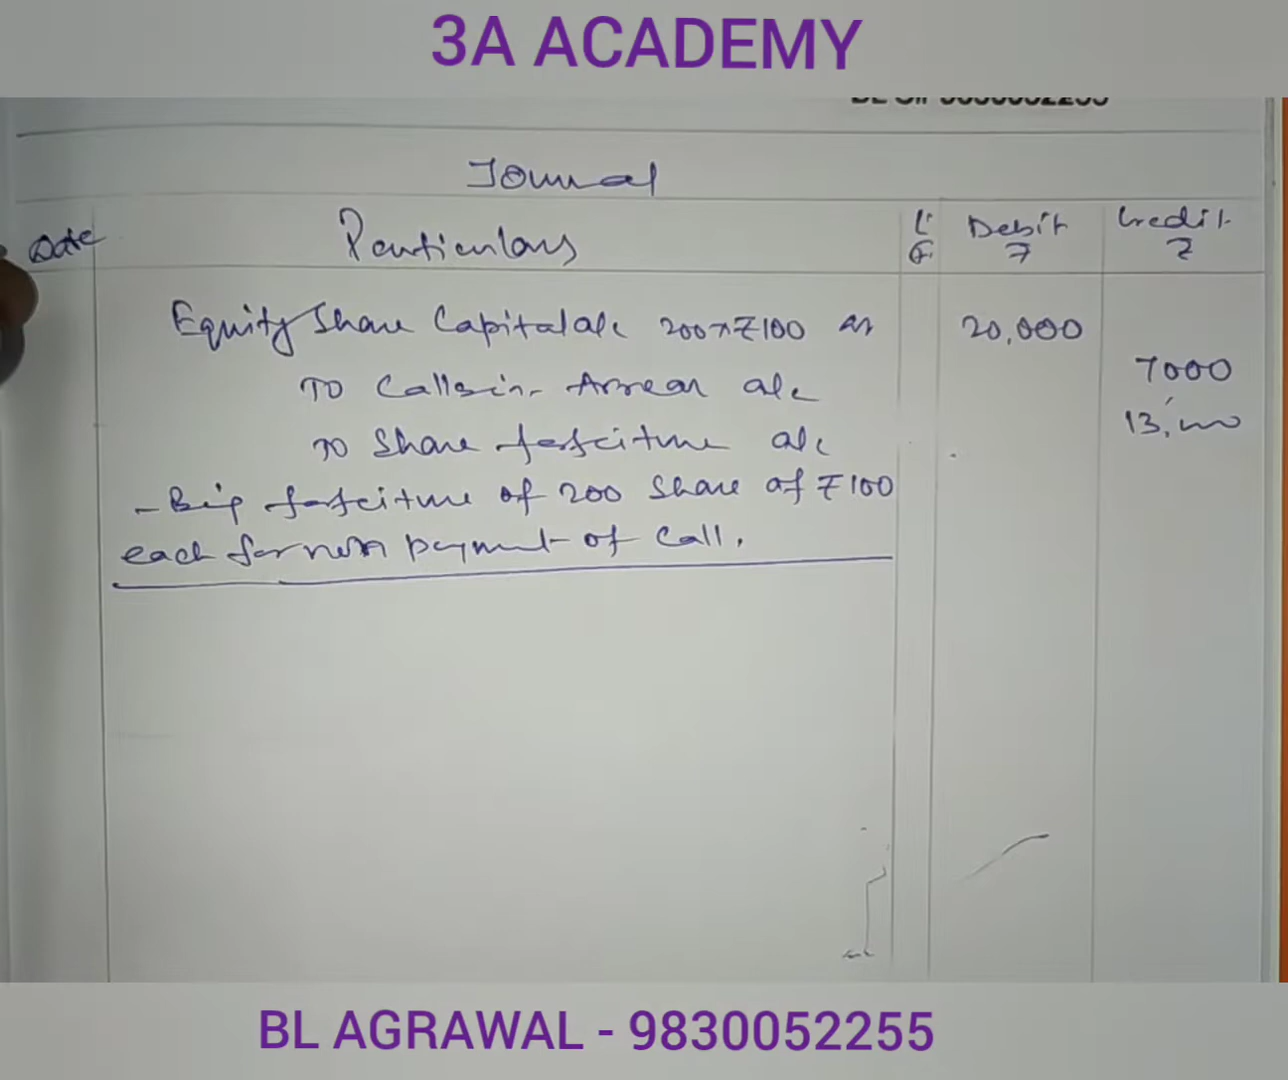 3A ACADEMY
Journal
Date Particulars L.F. Debit ₹ Credit ₹
Equity Share Capital a/c 200x₹100 Dr 20,000
To Calls in Arrear a/c 7000
To Share forfeiture a/c 13,000
- Being forfeiture of 200 Share of ₹100
each for non payment of Call.
BL AGRAWAL - 9830052255